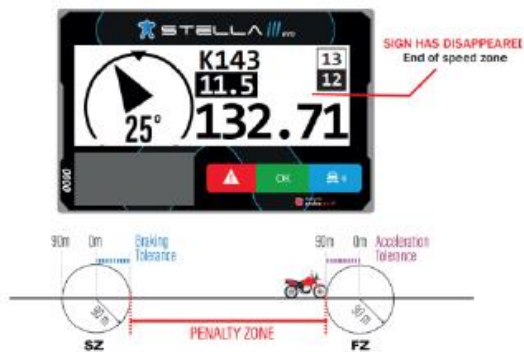 STELLA III evo
SIGN HAS DISAPPEARED
End of speed zone
K143
13
11.5
12
25°
132.71
0090
OK
90m 0m Braking
Tolerance
90m 0m Acceleration
Tolerance
90 m
90 m
PENALTY ZONE
SZ
FZ